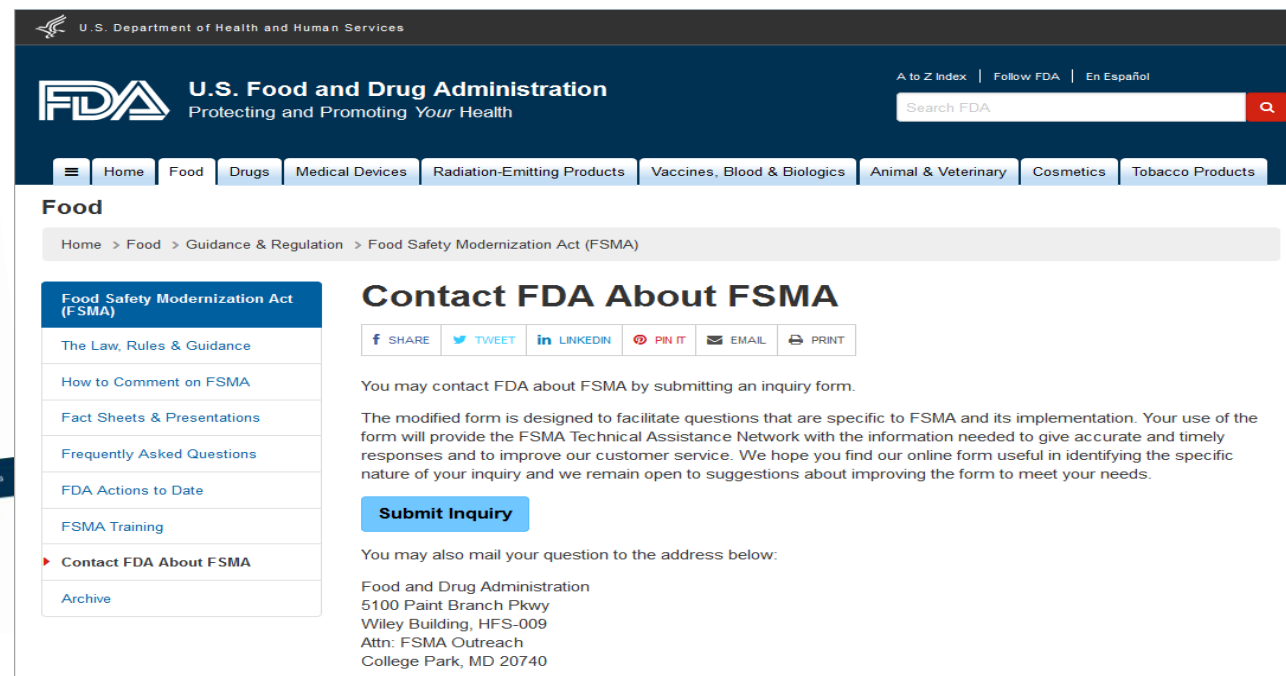 U.S. Department of Health and Human Services
FDA
U.S. Food and Drug Administration
Protecting and Promoting Your Health
A to Z Index | Follow FDA | En Español
Search FDA
Home Food Drugs Medical Devices Radiation-Emitting Products Vaccines, Blood & Biologics Animal & Veterinary Cosmetics Tobacco Products
Food
Home > Food > Guidance & Regulation > Food Safety Modernization Act (FSMA)
Food Safety Modernization Act
(FSMA)
The Law, Rules & Guidance
How to Comment on FSMA
Fact Sheets & Presentations
Frequently Asked Questions
FDA Actions to Date
FSMA Training
Contact FDA About FSMA
Archive
Contact FDA About FSMA
SHARE TWEET LINKEDIN PIN IT EMAIL PRINT
You may contact FDA about FSMA by submitting an inquiry form.
The modified form is designed to facilitate questions that are specific to FSMA and its implementation. Your use of the
form will provide the FSMA Technical Assistance Network with the information needed to give accurate and timely
responses and to improve our customer service. We hope you find our online form useful in identifying the specific
nature of your inquiry and we remain open to suggestions about improving the form to meet your needs.
Submit Inquiry
You may also mail your question to the address below:
Food and Drug Administration
5100 Paint Branch Pkwy
Wiley Building, HFS-009
Attn: FSMA Outreach
College Park, MD 20740